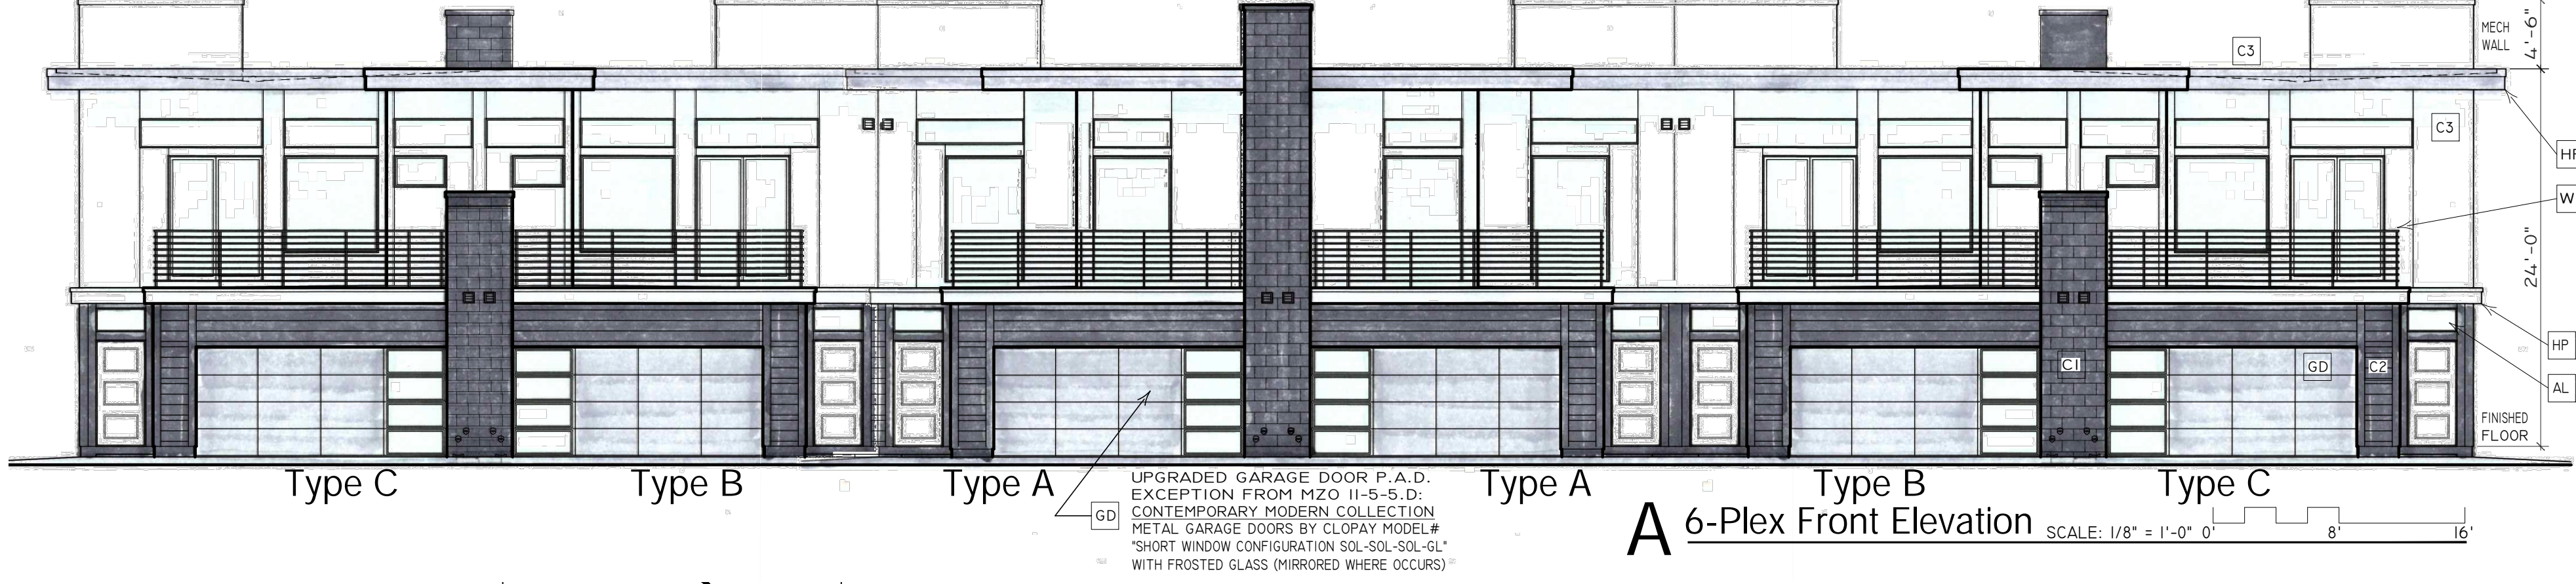 MECH
WALL
4'-6"
C3
C3
HP
W
24'-0"
HP
C1
GD
C2
AL
FINISHED
FLOOR
Type C
Type B
Type A
Type A
Type B
Type C
GD
UPGRADED GARAGE DOOR P.A.D.
EXCEPTION FROM MZO 11-5-5.D:
CONTEMPORARY MODERN COLLECTION
METAL GARAGE DOORS BY CLOPAY MODEL#
"SHORT WINDOW CONFIGURATION SOL-SOL-SOL-GL"
WITH FROSTED GLASS (MIRRORED WHERE OCCURS)
A 6-Plex Front Elevation SCALE: 1/8" = 1'-0" 0' 8' 16'